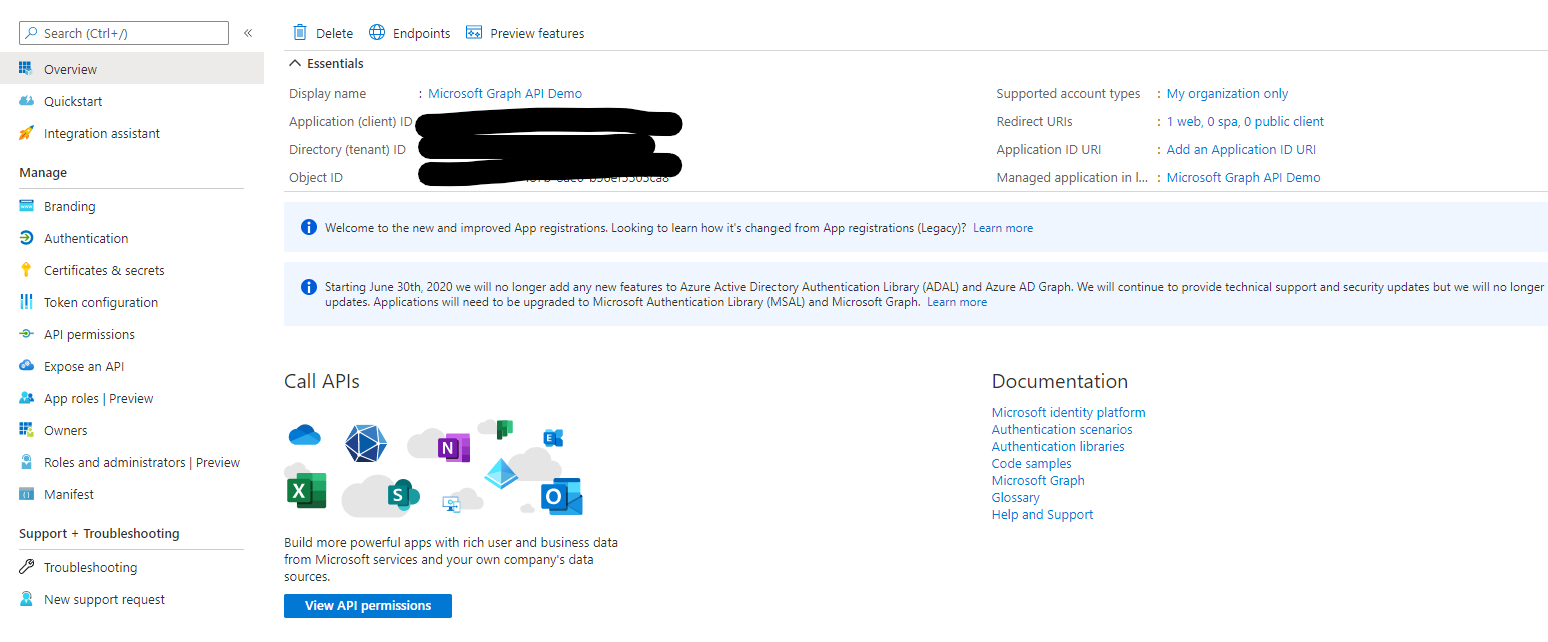 Search (Ctrl+/)
«
Overview
Quickstart
Integration assistant
Manage
Branding
Authentication
Certificates & secrets
Token configuration
API permissions
Expose an API
App roles | Preview
Owners
Roles and administrators | Preview
Manifest
Support + Troubleshooting
Troubleshooting
New support request
Delete
Endpoints
Preview features
Essentials
Display name : Microsoft Graph API Demo
Application (client) ID
Directory (tenant) ID
Object ID
Supported account types : My organization only
Redirect URIs : 1 web, 0 spa, 0 public client
Application ID URI : Add an Application ID URI
Managed application in l... : Microsoft Graph API Demo
Welcome to the new and improved App registrations. Looking to learn how it's changed from App registrations (Legacy)? Learn more
Starting June 30th, 2020 we will no longer add any new features to Azure Active Directory Authentication Library (ADAL) and Azure AD Graph. We will continue to provide technical support and security updates but we will no longer
updates. Applications will need to be upgraded to Microsoft Authentication Library (MSAL) and Microsoft Graph. Learn more
Call APIs
N
E
X
S
O
Build more powerful apps with rich user and business data
from Microsoft services and your own company's data
sources.
View API permissions
Documentation
Microsoft identity platform
Authentication scenarios
Authentication libraries
Code samples
Microsoft Graph
Glossary
Help and Support